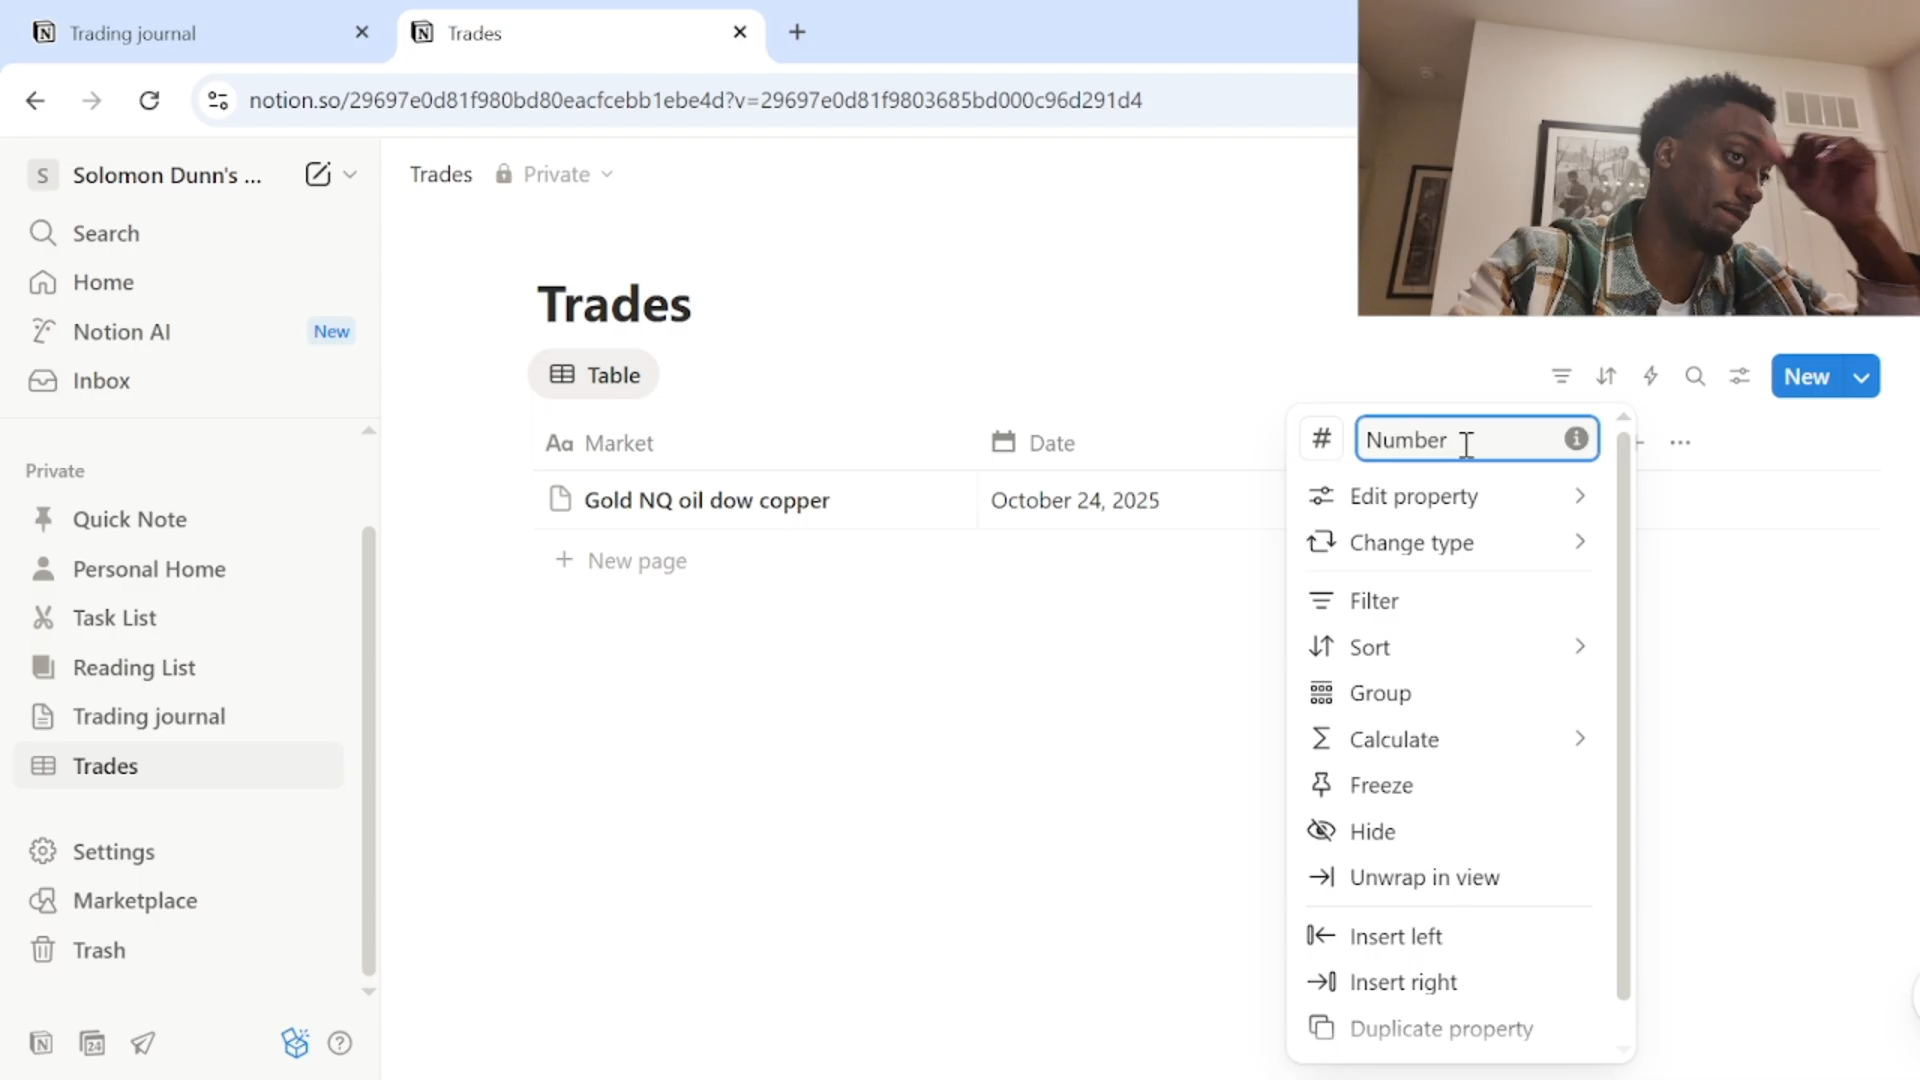 Trading journal
Trades
notion.so/29697e0d81f980bd80eacfcebb1ebe4d?v=29697e0d81f9803685bd000c96d291d4
S Solomon Dunn's ...
Search
Home
Notion AI New
Inbox
Private
Quick Note
Personal Home
Task List
Reading List
Trading journal
Trades
Settings
Marketplace
Trash
24
Trades Private
Trades
Table
New
Aa Market
Date
Gold NQ oil dow copper
October 24, 2025
+ New page
# Number
Edit property
Change type
Filter
Sort
Group
Calculate
Freeze
Hide
Unwrap in view
Insert left
Insert right
Duplicate property